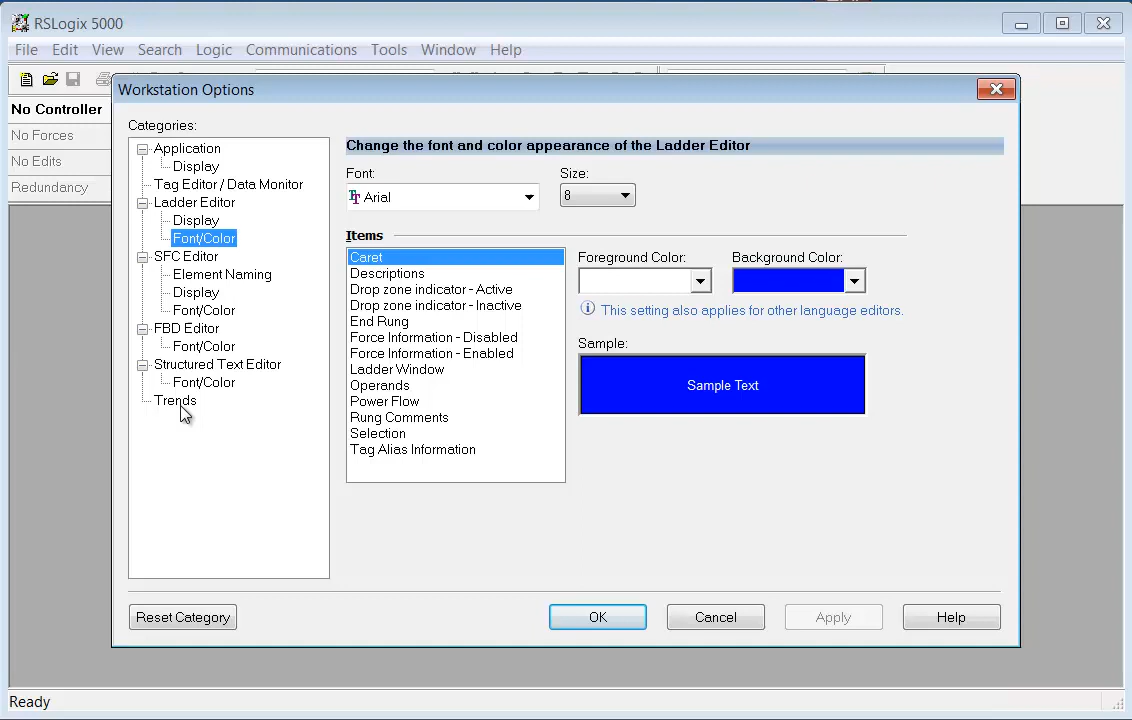 RSLogix 5000
File Edit View Search Logic Communications Tools Window Help
No Controller
No Forces
No Edits
Redundancy
Workstation Options
Categories:
Application
Display
Tag Editor / Data Monitor
Ladder Editor
Display
Font/Color
SFC Editor
Element Naming
Display
Font/Color
FBD Editor
Font/Color
Structured Text Editor
Font/Color
Trends
Change the font and color appearance of the Ladder Editor
Font: Size:
Arial 8
Items
Caret
Descriptions
Drop zone indicator - Active
Drop zone indicator - Inactive
End Rung
Force Information - Disabled
Force Information - Enabled
Ladder Window
Operands
Power Flow
Rung Comments
Selection
Tag Alias Information
Foreground Color: Background Color:
This setting also applies for other language editors.
Sample:
Sample Text
Reset Category OK Cancel Apply Help
Ready